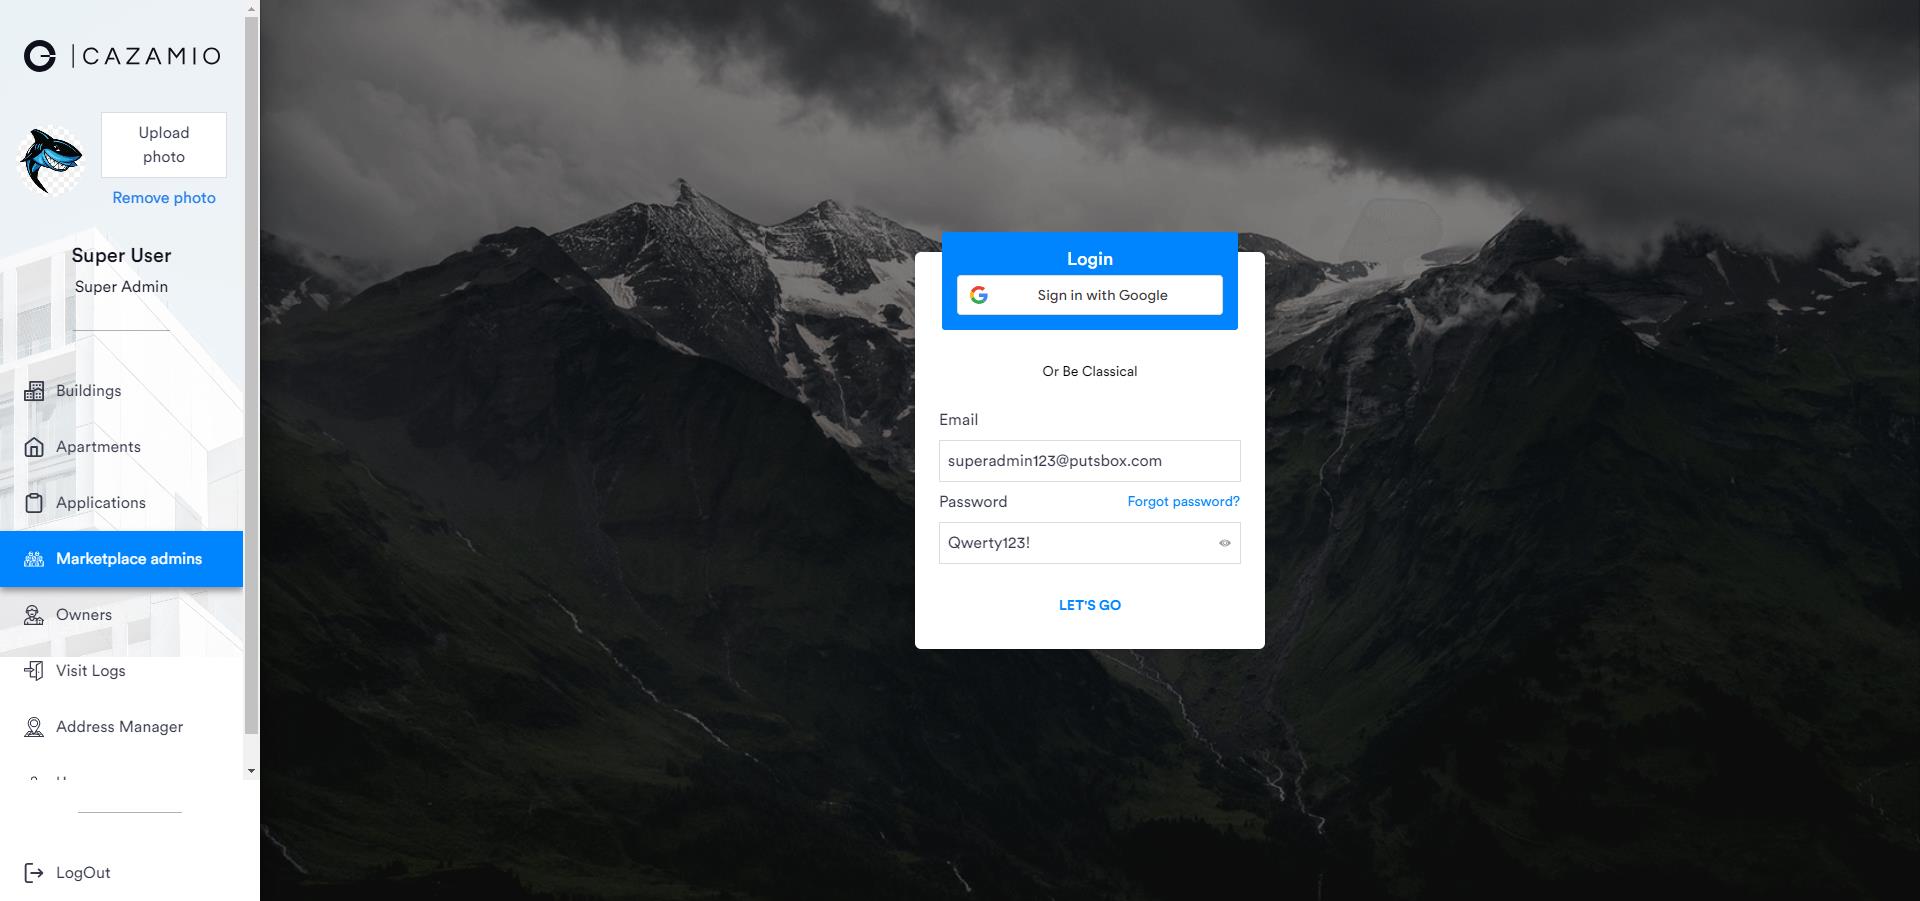 CAZAMIO
Upload
photo
Remove photo
Super User
Super Admin
Buildings
Apartments
Applications
Marketplace admins
Owners
Visit Logs
Address Manager
LogOut
Login
Sign in with Google
Or Be Classical
Email
superadmin123@putsbox.com
Password
Forgot password?
Qwerty123!
LET'S GO